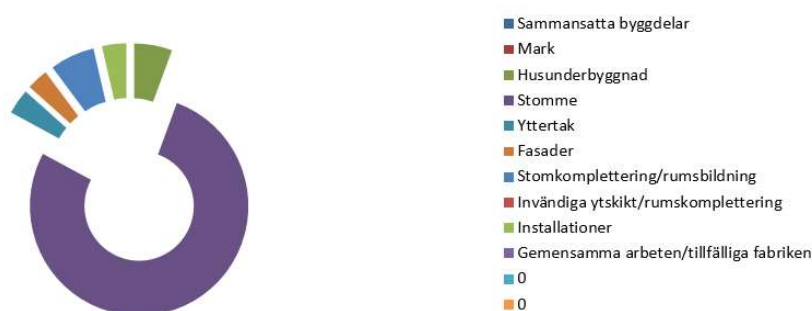 Sammansatta byggdelar
Mark
Husunderbyggnad
Stomme
Yttertak
Fasader
Stomkomplettering/rumsbildning
Invändiga ytskikt/rumskomplettering
Installationer
Gemensamma arbeten/tillfälliga fabriken
0
0